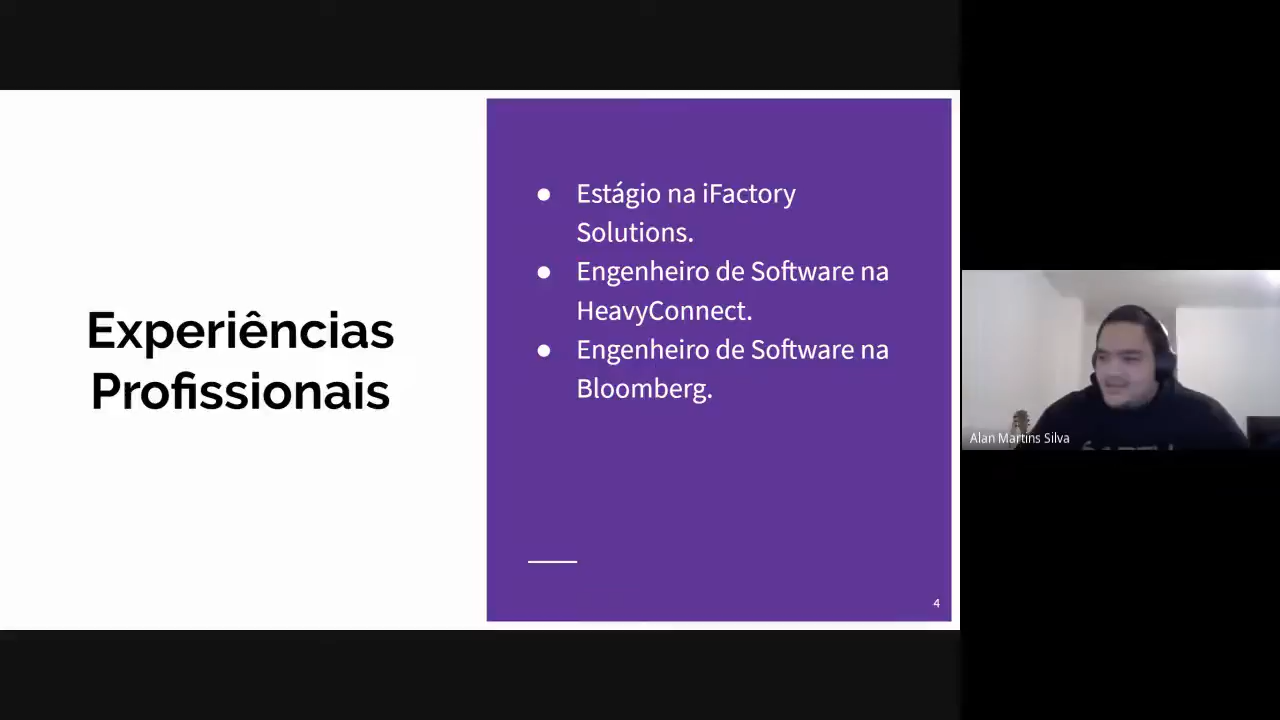 Experiências
Profissionais
● Estágio na iFactory
Solutions.
● Engenheiro de Software na
HeavyConnect.
● Engenheiro de Software na
Bloomberg.
4
Alan Martins Silva